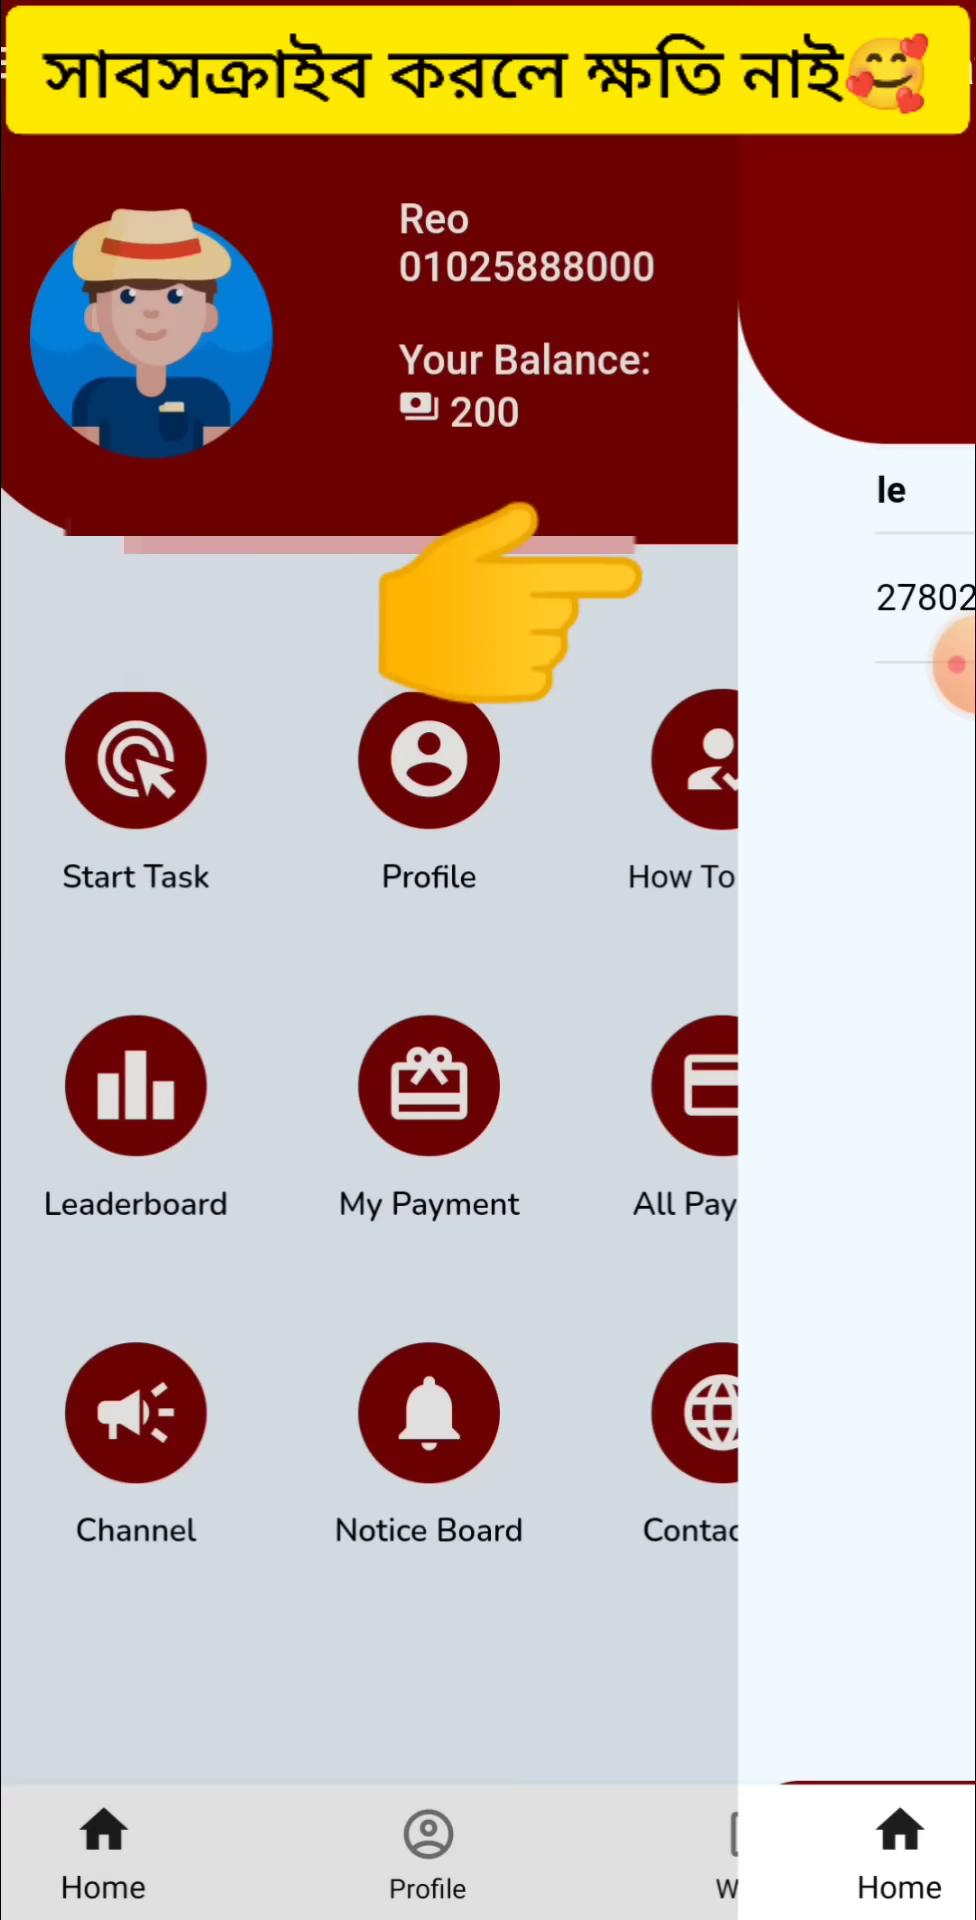 সাবসক্রাইব করলে ক্ষতি নাই🥰
Reo
01025888000
Your Balance:
200
le
27802
Start Task
Profile
How To
Leaderboard
My Payment
All Pay
Channel
Notice Board
Contac
Home
Profile
W
Home